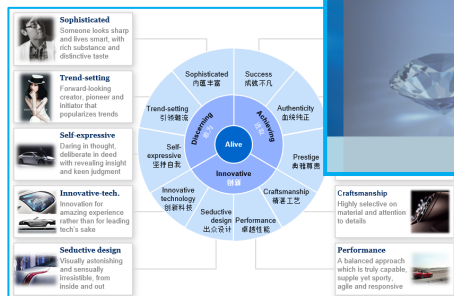 Sophisticated
Someone looks sharp
and lives smart, with
rich substance and
distinctive taste
Trend-setting
Forward-looking
creator, pioneer and
initiator that
popularizes trends
Self-expressive
Daring in thought,
deliberate in deed
with revealing insight
and keen judgment
Innovative-tech.
Innovation for
amazing experience
rather than for leading
tech's sake
Seductive design
Visually astonishing
and sensually
irresistible, from
inside and out
Sophisticated
内蕴丰富
Success
成就不凡
Trend-setting
引领潮流
Authenticity
血统纯正
Self-
expressive
坚持自我
Prestige
典雅尊贵
Innovative
technology
创新科技
Craftsmanship
精湛工艺
Seductive
design
出众设计
Performance
卓越性能
Discerning
Achieving
Innovative
创新
Alive
Craftsmanship
Highly selective on
material and attention
to details
Performance
A balanced approach
which is truly capable,
supple yet sporty,
agile and responsive